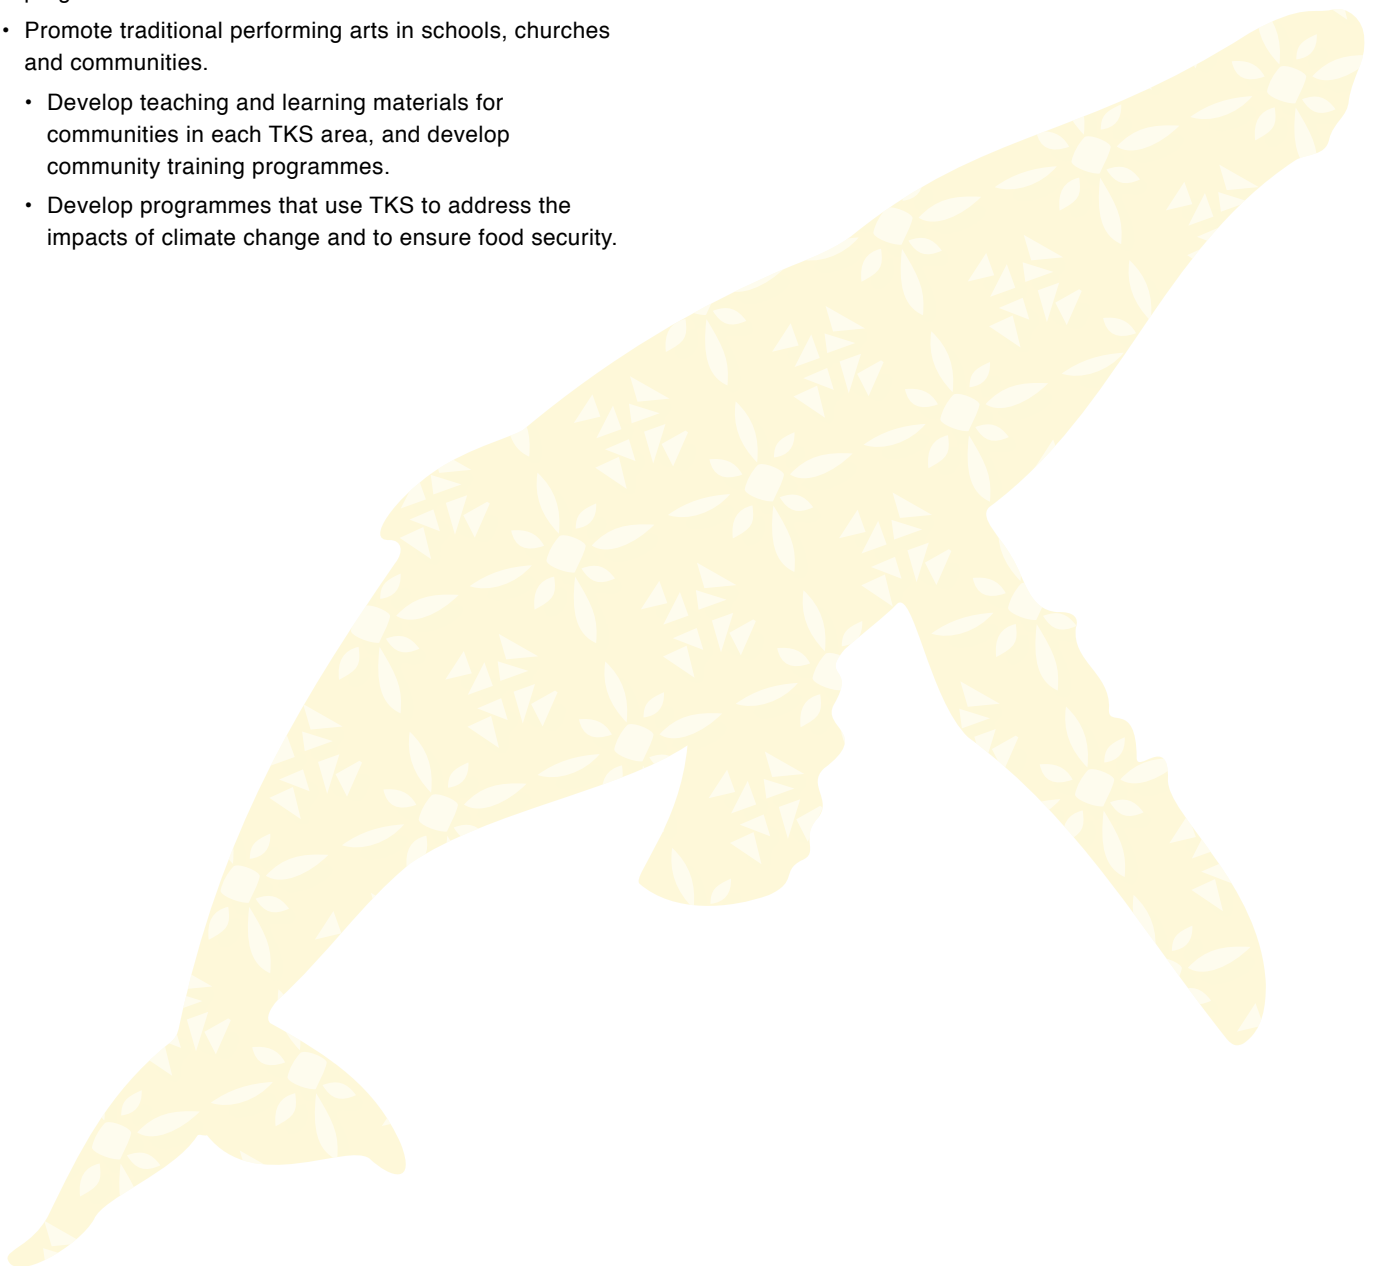 • Promote traditional performing arts in schools, churches
and communities.
• Develop teaching and learning materials for
communities in each TKS area, and develop
community training programmes.
• Develop programmes that use TKS to address the
impacts of climate change and to ensure food security.